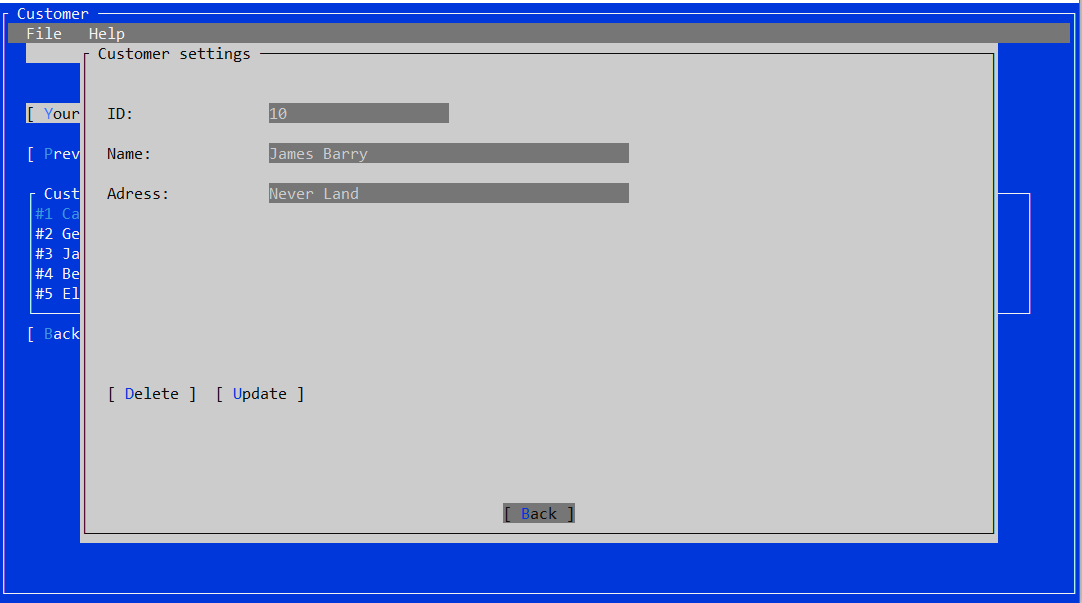 Customer
File Help
Customer settings
[ Your
ID: 10
[ Prev
Name: James Barry
Cust
Adress: Never Land
#1 Ca
#2 Ge
#3 Ja
#4 Be
#5 El
[ Back
[ Delete ] [ Update ]
[ Back ]